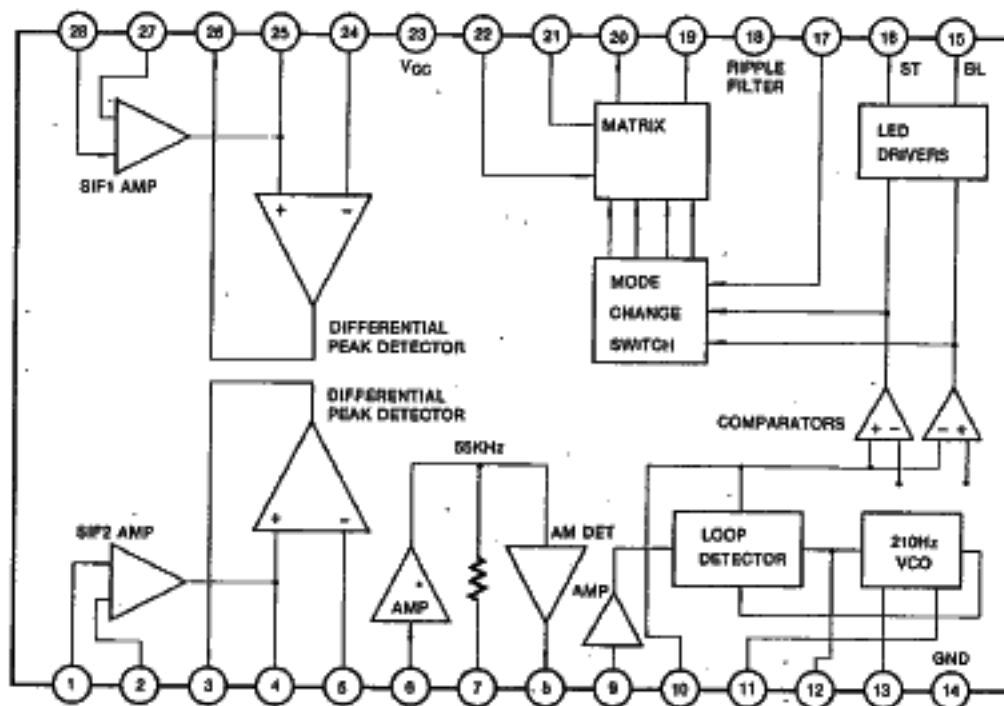 28 27 26 25 24 23 22 21 20 19 18 17 16 15
VCC
RIPPLE
FILTER
ST
BL
MATRIX
LED
DRIVERS
SIF1 AMP
+ −
MODE
CHANGE
SWITCH
DIFFERENTIAL
PEAK DETECTOR
DIFFERENTIAL
PEAK DETECTOR
COMPARATORS
+ − − +
55KHz
SIF2 AMP
+ −
AM DET
LOOP
DETECTOR
210Hz
VCO
AMP
AMP
GND
1 2 3 4 5 6 7 8 9 10 11 12 13 14